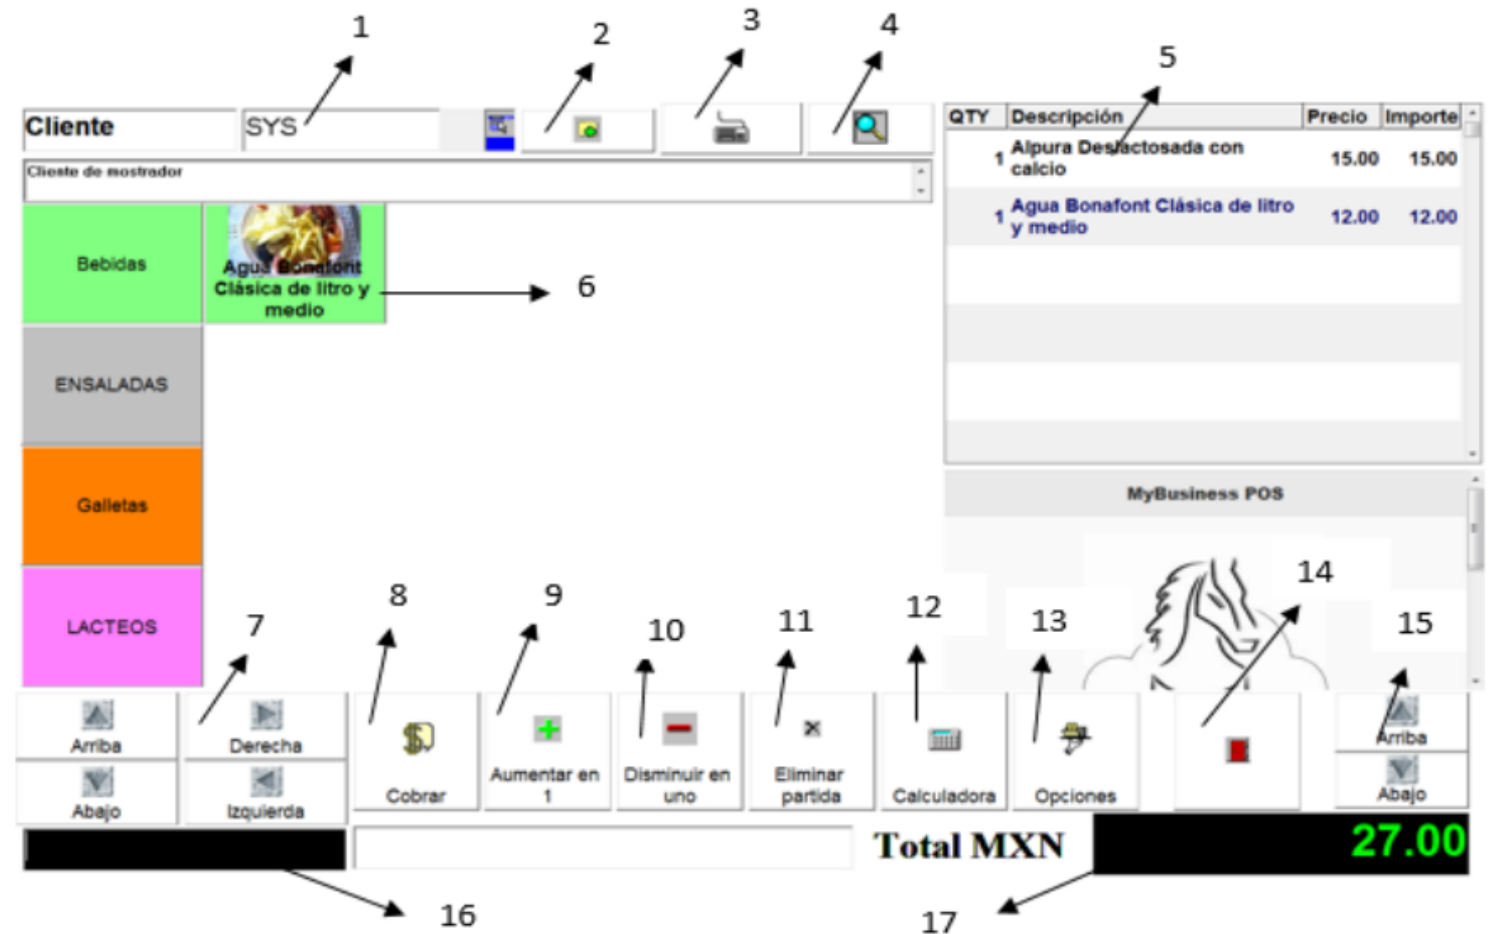 1
2
3
4
5
Cliente
SYS
QTY Descripción Precio Importe
Cliente de mostrador
1 Alpura Deslactosada con calcio 15.00 15.00
1 Agua Bonafont Clásica de litro y medio 12.00 12.00
Bebidas
Agua Bonafont
Clásica de litro y
medio
6
ENSALADAS
Galletas
LACTEOS
MyBusiness POS
7
8
9
10
11
12
13
14
15
Arriba
Derecha
Abajo
Izquierda
Cobrar
Aumentar en
1
Disminuir en
uno
Eliminar
partida
Calculadora
Opciones
Arriba
Abajo
Total MXN
27.00
16
17